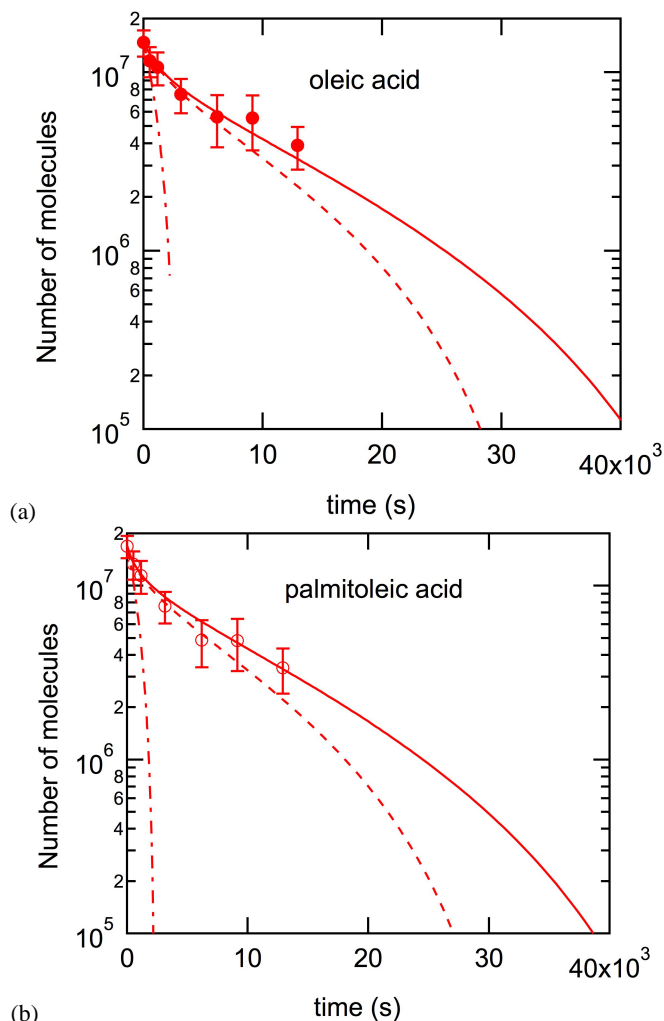 2
10⁷
8
6
4
2
10⁶
8
6
4
2
10⁵
Number of molecules
oleic acid
0 10 20 30 40x10³
time (s)
(a)
2
10⁷
8
6
4
2
10⁶
8
6
4
2
10⁵
Number of molecules
palmitoleic acid
0 10 20 30 40x10³
time (s)
(b)